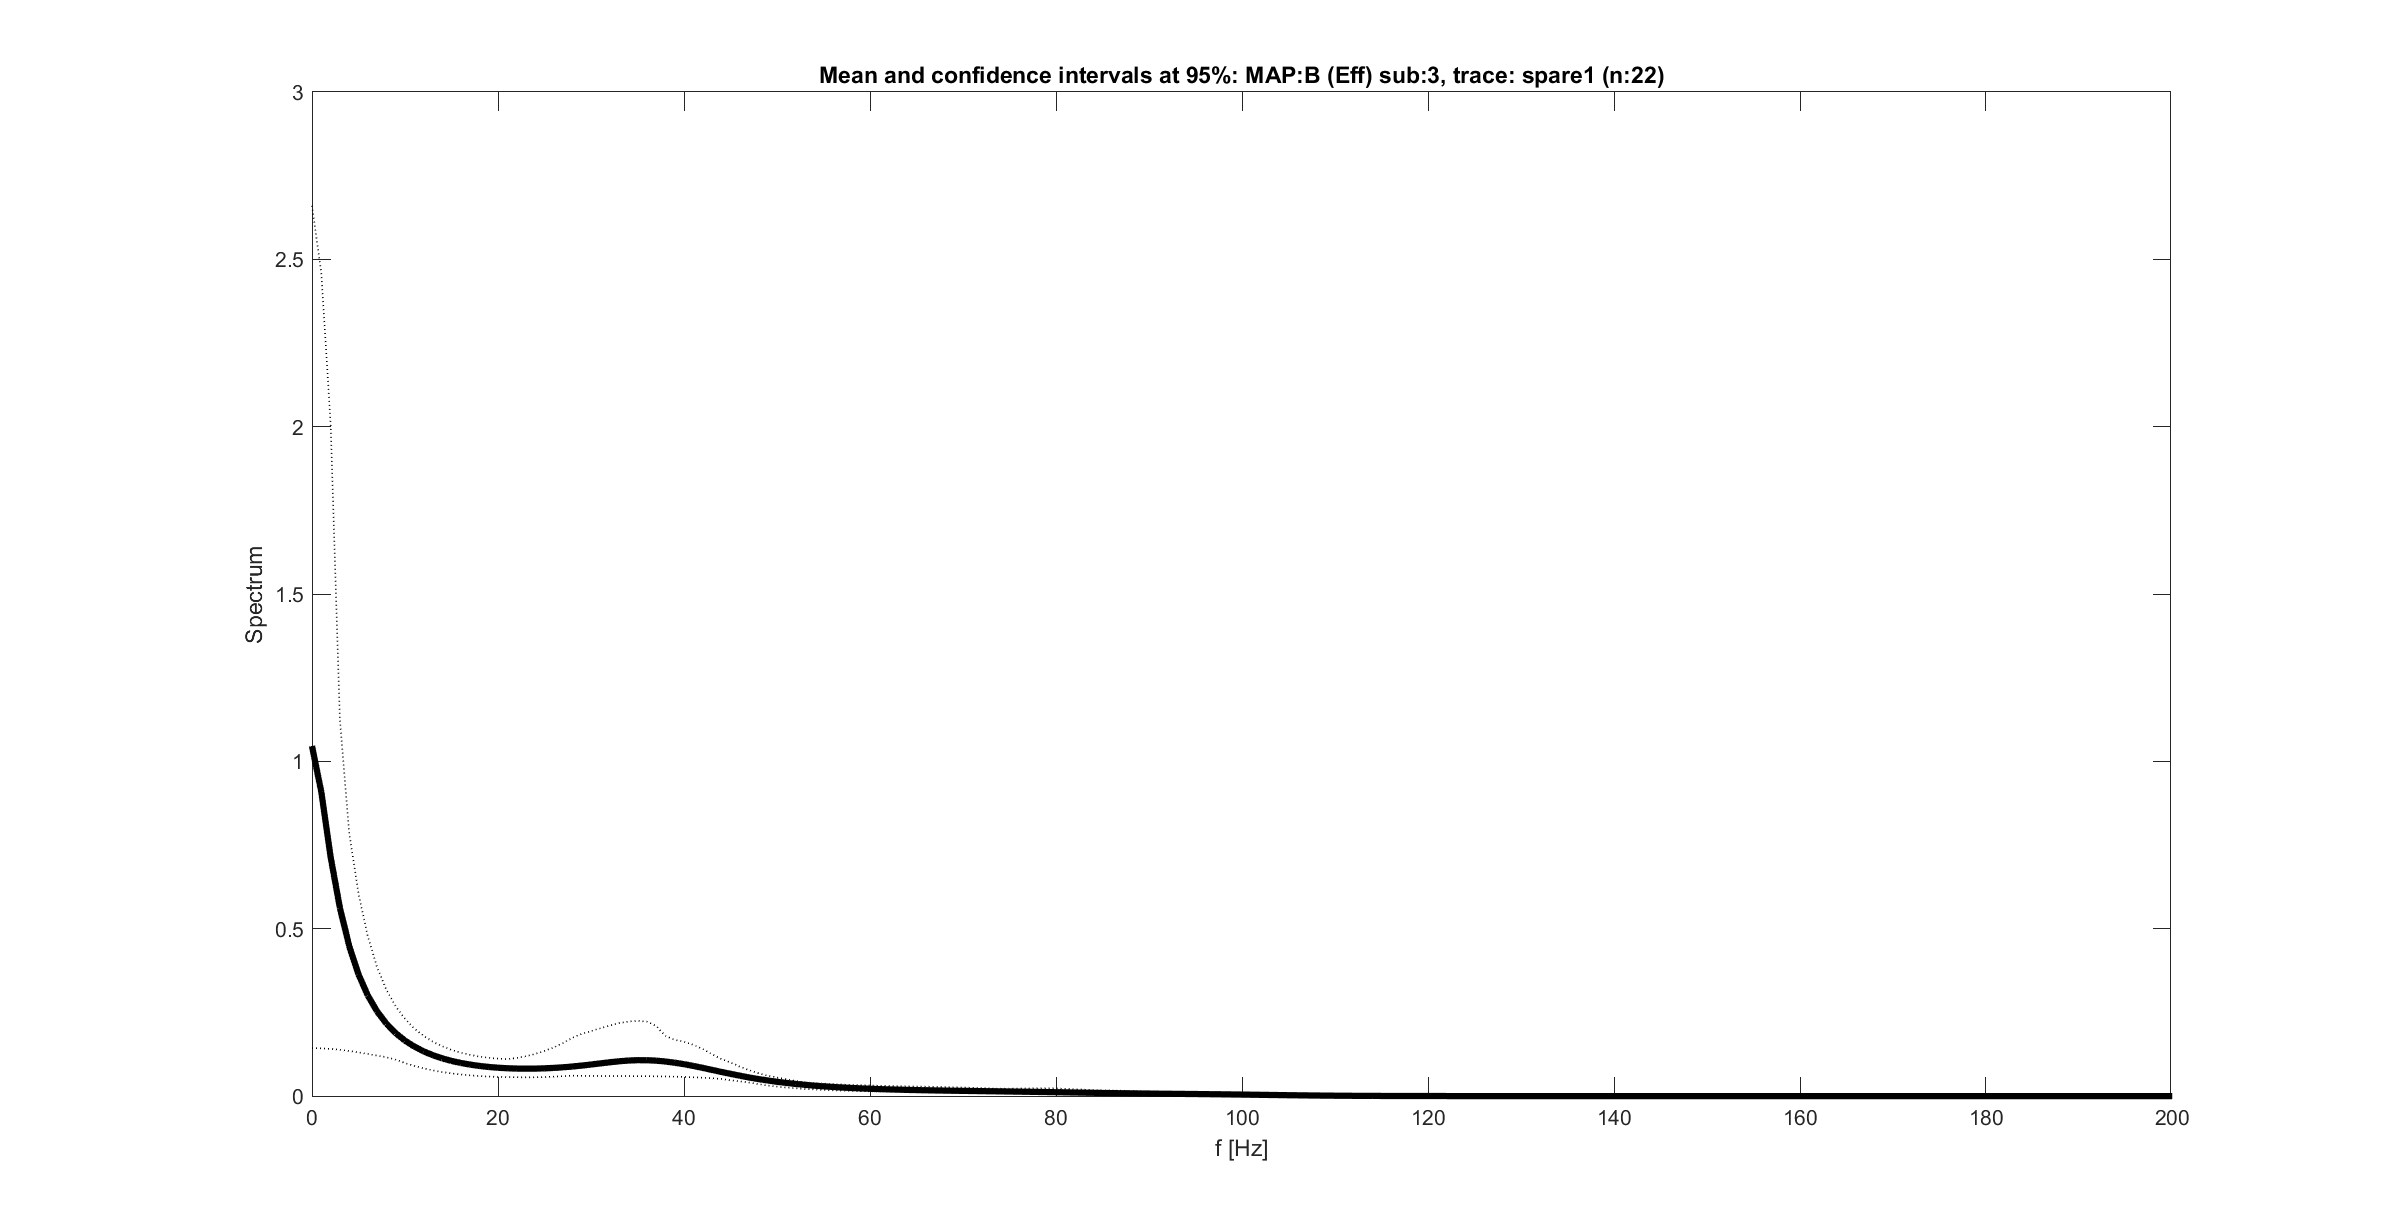 Mean and confidence intervals at 95%: MAP:B (Eff) sub:3, trace: spare1 (n:22)
3
2.5
2
1.5
1
0.5
0
Spectrum
0 20 40 60 80 100 120 140 160 180 200
f [Hz]